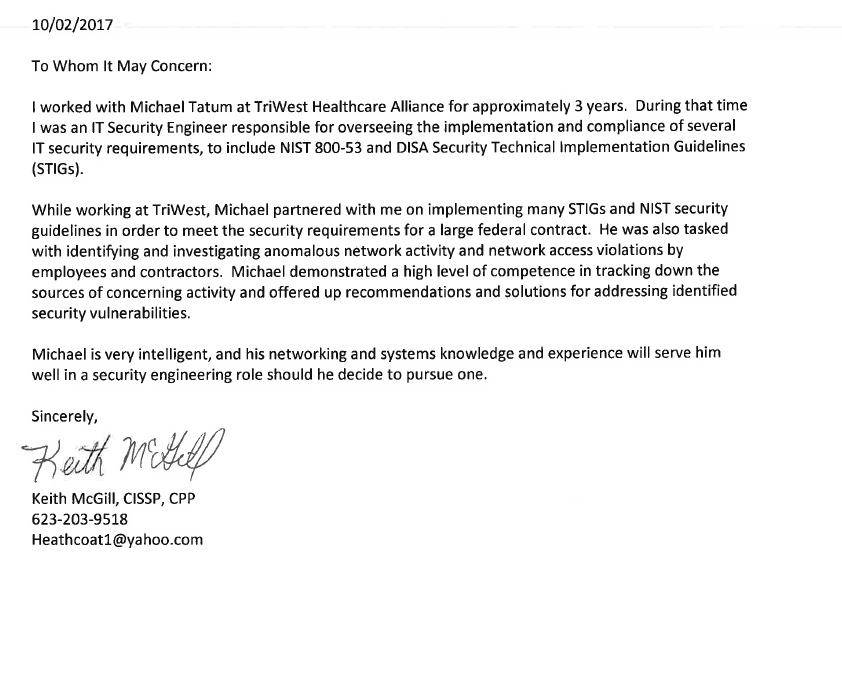 10/02/2017
To Whom It May Concern:
I worked with Michael Tatum at TriWest Healthcare Alliance for approximately 3 years.  During that time
I was an IT Security Engineer responsible for overseeing the implementation and compliance of several
IT security requirements, to include NIST 800-53 and DISA Security Technical Implementation Guidelines
(STIGs).
While working at TriWest, Michael partnered with me on implementing many STIGs and NIST security
guidelines in order to meet the security requirements for a large federal contract.  He was also tasked
with identifying and investigating anomalous network activity and network access violations by
employees and contractors.  Michael demonstrated a high level of competence in tracking down the
sources of concerning activity and offered up recommendations and solutions for addressing identified
security vulnerabilities.
Michael is very intelligent, and his networking and systems knowledge and experience will serve him
well in a security engineering role should he decide to pursue one.
Sincerely,
Keith McGill
Keith McGill, CISSP, CPP
623-203-9518
Heathcoat1@yahoo.com